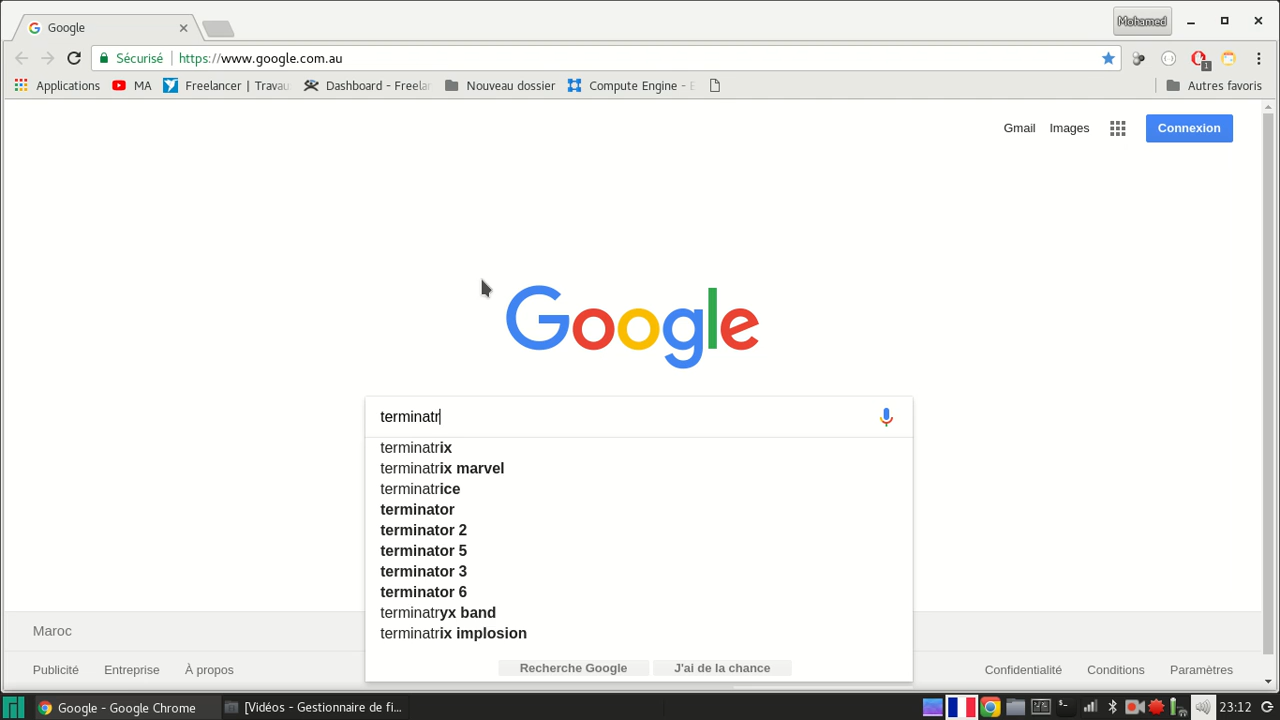 Google
Mohamed
Sécurisé https://www.google.com.au
Applications MA Freelancer | Travau Dashboard - Freelan Nouveau dossier Compute Engine - E Autres favoris
1
Gmail Images Connexion
Google
terminatr
terminatrix
terminatrix marvel
terminatrice
terminator
terminator 2
terminator 5
terminator 3
terminator 6
terminatryx band
terminatrix implosion
Recherche Google J'ai de la chance
Maroc
Publicité Entreprise À propos Confidentialité Conditions Paramètres
Google - Google Chrome [Vidéos - Gestionnaire de fi... 23:12